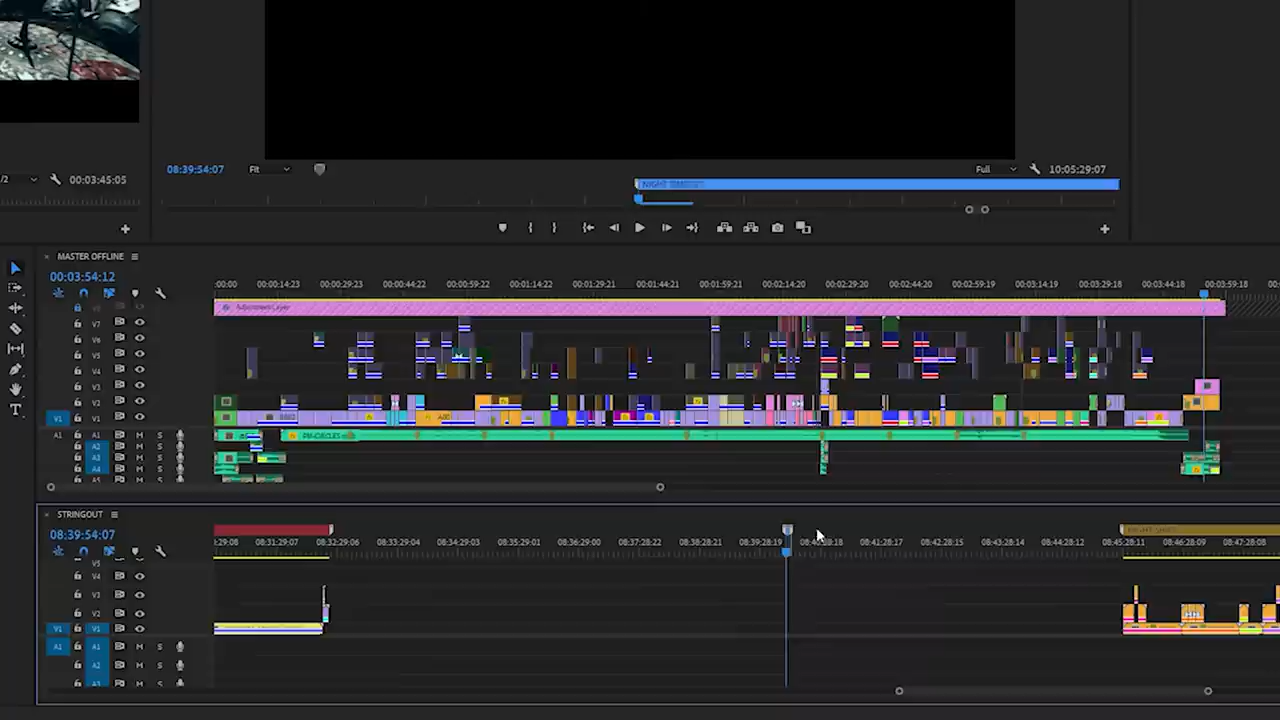 /2
00:03:45:05
08:39:54:07
Fit
Full
10:05:29:07
MASTER OFFLINE
00:03:54:12
:00:00
00:00:14:23
00:00:29:23
00:00:44:22
00:00:59:22
00:01:14:22
00:01:29:21
00:01:44:21
00:01:59:21
00:02:14:20
00:02:29:20
00:02:44:20
00:02:59:19
00:03:14:19
00:03:29:18
00:03:44:18
00:03:59:18
Adjustment Layer
V7
V6
V5
V4
V3
V2
V1 V1
A1 A1 M S
A2 M S
A3 M S
A4 M S
A5 M S
STRINGOUT
08:39:54:07
:29:08
08:31:29:07
08:32:29:06
08:33:29:04
08:34:29:03
08:35:29:01
08:36:29:00
08:37:28:22
08:38:28:21
08:39:28:19
08:41:28:17
08:42:28:15
08:43:28:14
08:44:28:12
08:45:28:11
08:46:28:09
08:47:28:08
V5
V4
V3
V2
V1 V1
A1 A1 M S
A2 M S
A3 M S